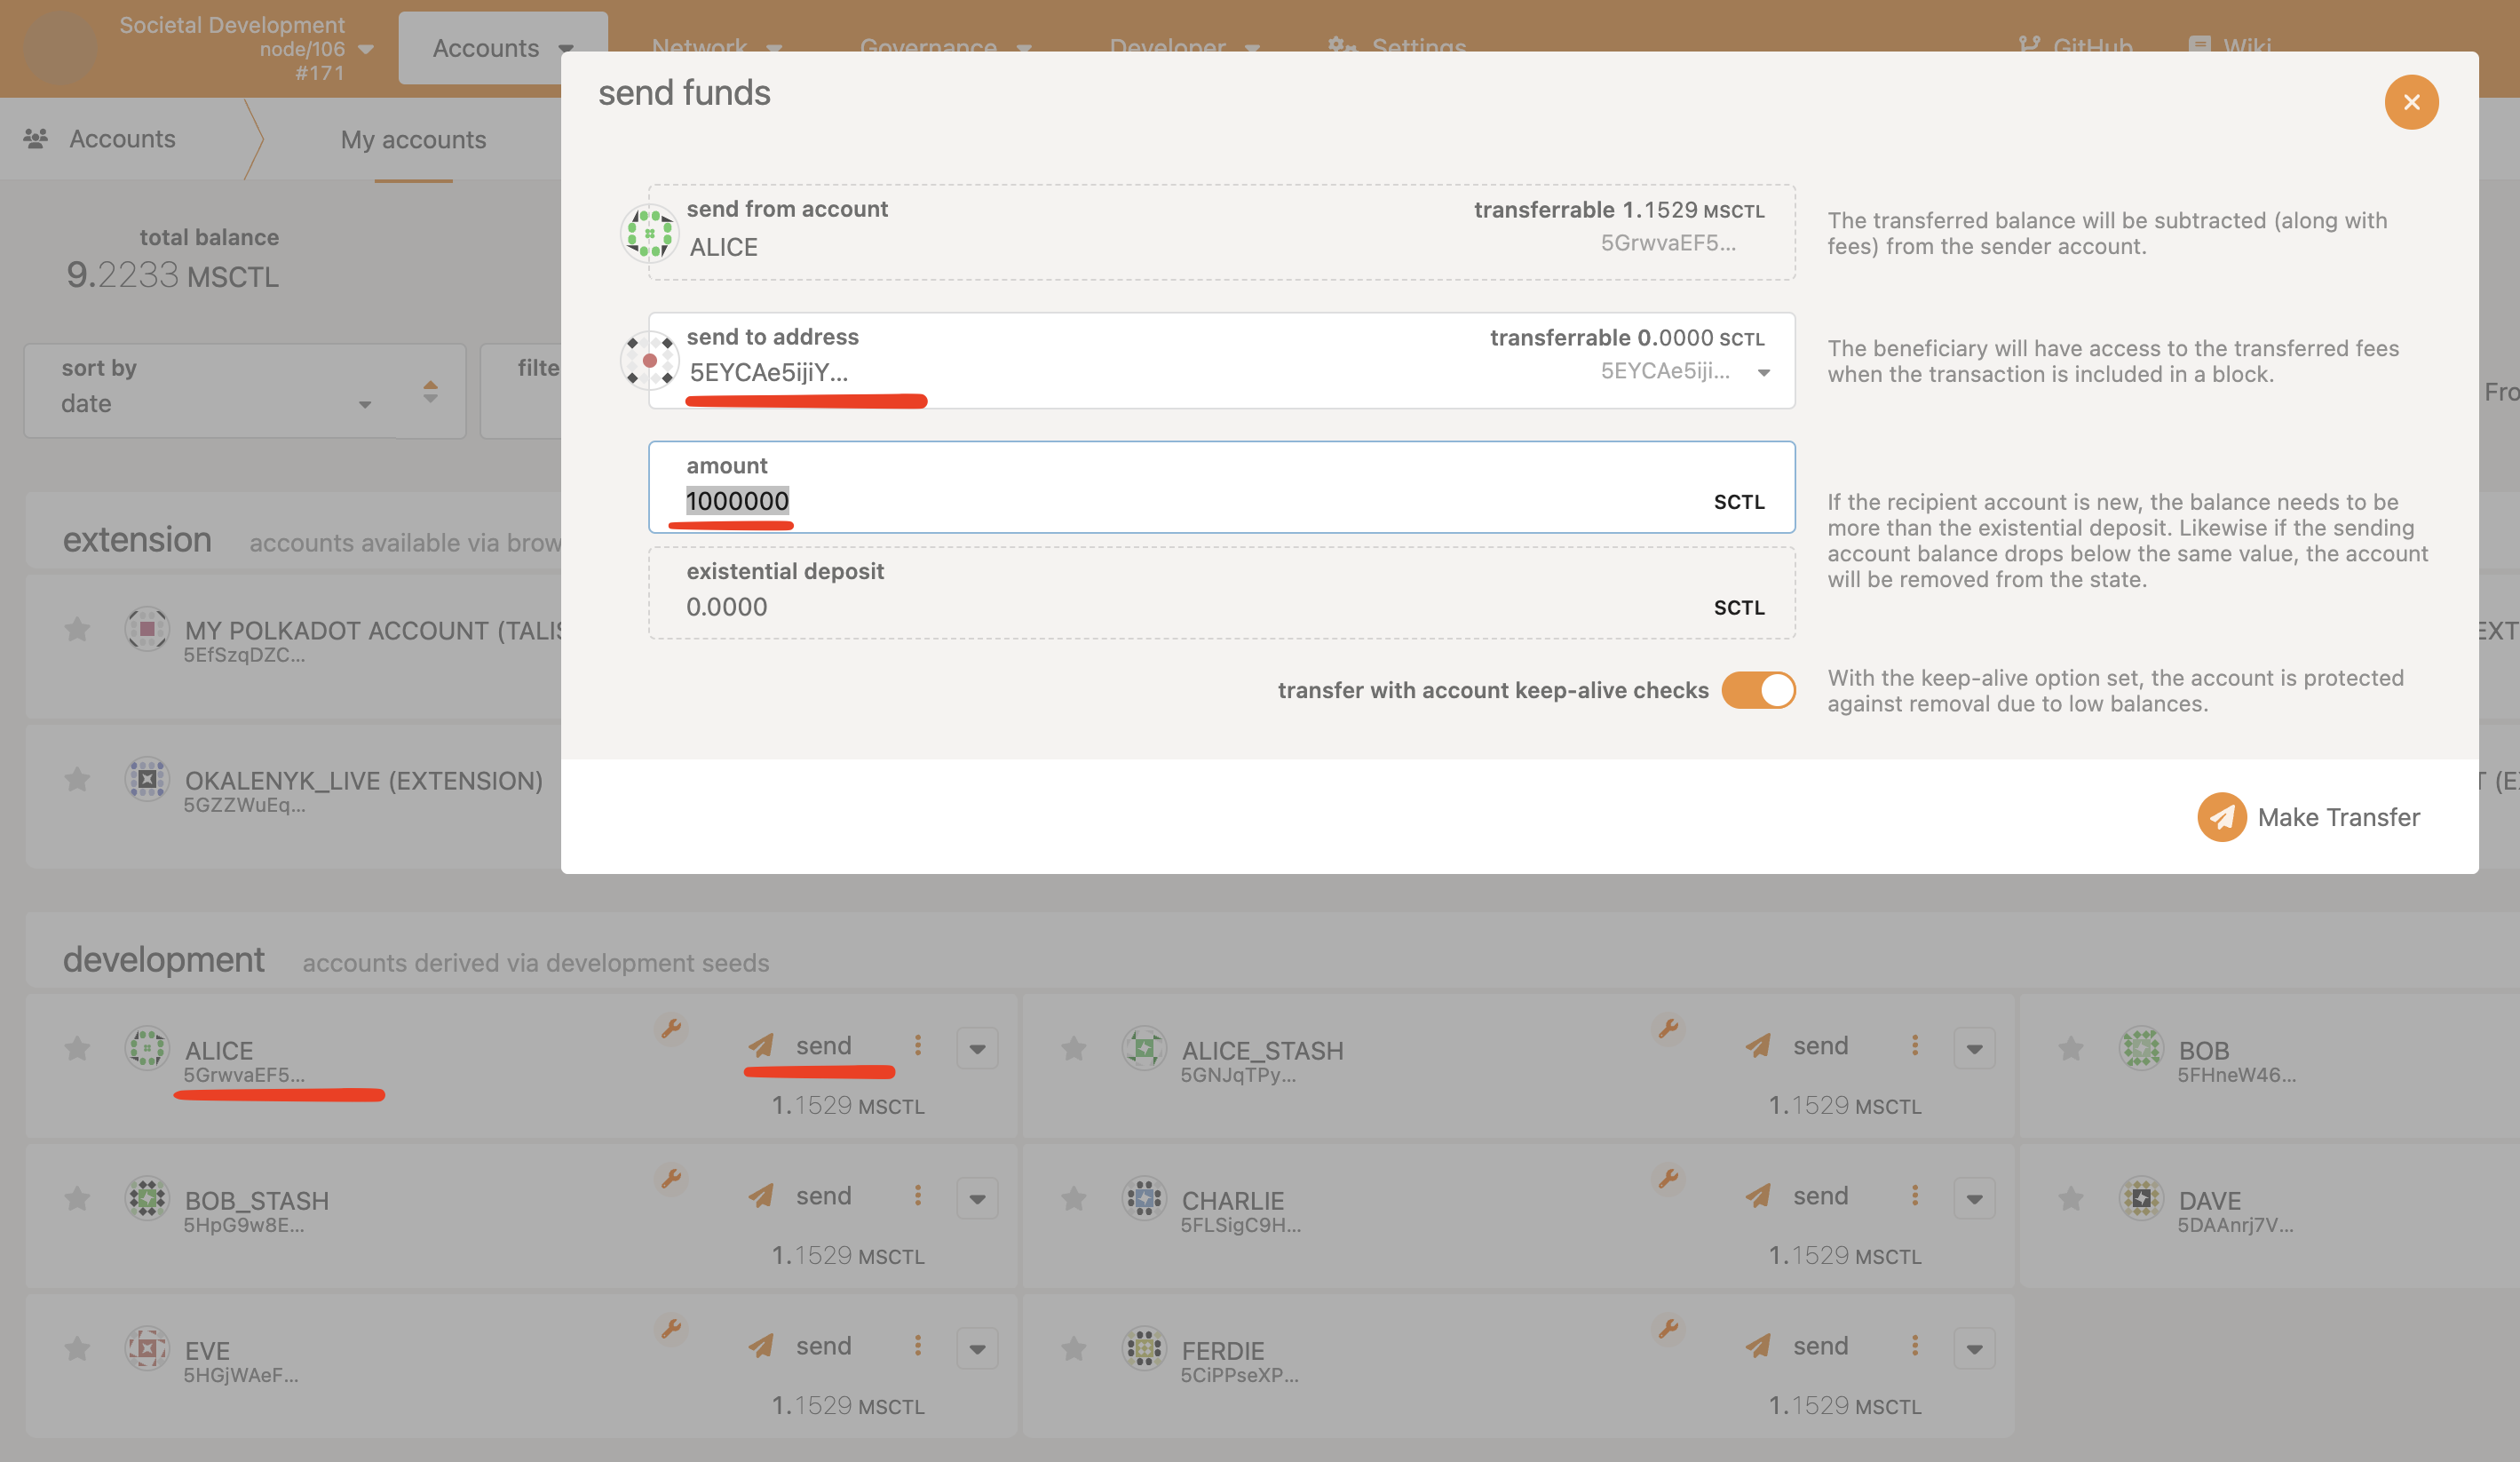 Societal Development
node/106
#171
Accounts
Network
Governance
Developer
Settings
GitHub
Wiki
Accounts
My accounts
total balance
9.2233 MSCTL
sort by
date
filte
Fro
send funds
send from account
ALICE
transferrable 1.1529 MSCTL
5GrwvaEF5...
The transferred balance will be subtracted (along with
fees) from the sender account.
send to address
5EYCAe5ijiY...
transferrable 0.0000 SCTL
5EYCAe5iji...
The beneficiary will have access to the transferred fees
when the transaction is included in a block.
amount
1000000
SCTL
If the recipient account is new, the balance needs to be
more than the existential deposit. Likewise if the sending
account balance drops below the same value, the account
will be removed from the state.
existential deposit
0.0000
SCTL
transfer with account keep-alive checks
With the keep-alive option set, the account is protected
against removal due to low balances.
Make Transfer
extension
accounts available via brow
MY POLKADOT ACCOUNT (TALIS
5EfSzqDZC...
EXT
OKALENYK_LIVE (EXTENSION)
5GZZWuEq...
T (E
development
accounts derived via development seeds
ALICE
5GrwvaEF5...
send
1.1529 MSCTL
ALICE_STASH
5GNJqTPy...
send
1.1529 MSCTL
BOB
5FHneW46...
BOB_STASH
5HpG9w8E...
send
1.1529 MSCTL
CHARLIE
5FLSigC9H...
send
1.1529 MSCTL
DAVE
5DAAnrj7V...
EVE
5HGjWAeF...
send
1.1529 MSCTL
FERDIE
5CiPPseXP...
send
1.1529 MSCTL